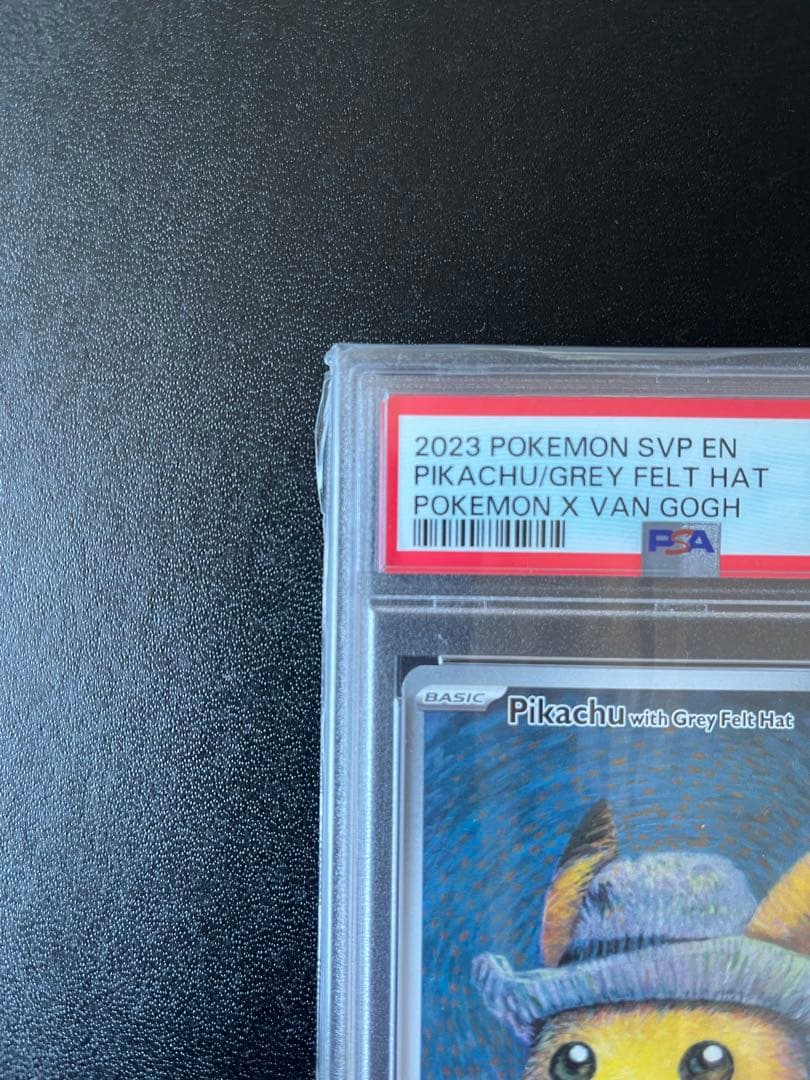 2023 POKEMON SVP EN
PIKACHU/GREY FELT HAT
POKEMON X VAN GOGH
PSA
BASIC Pikachu with Grey Felt Hat